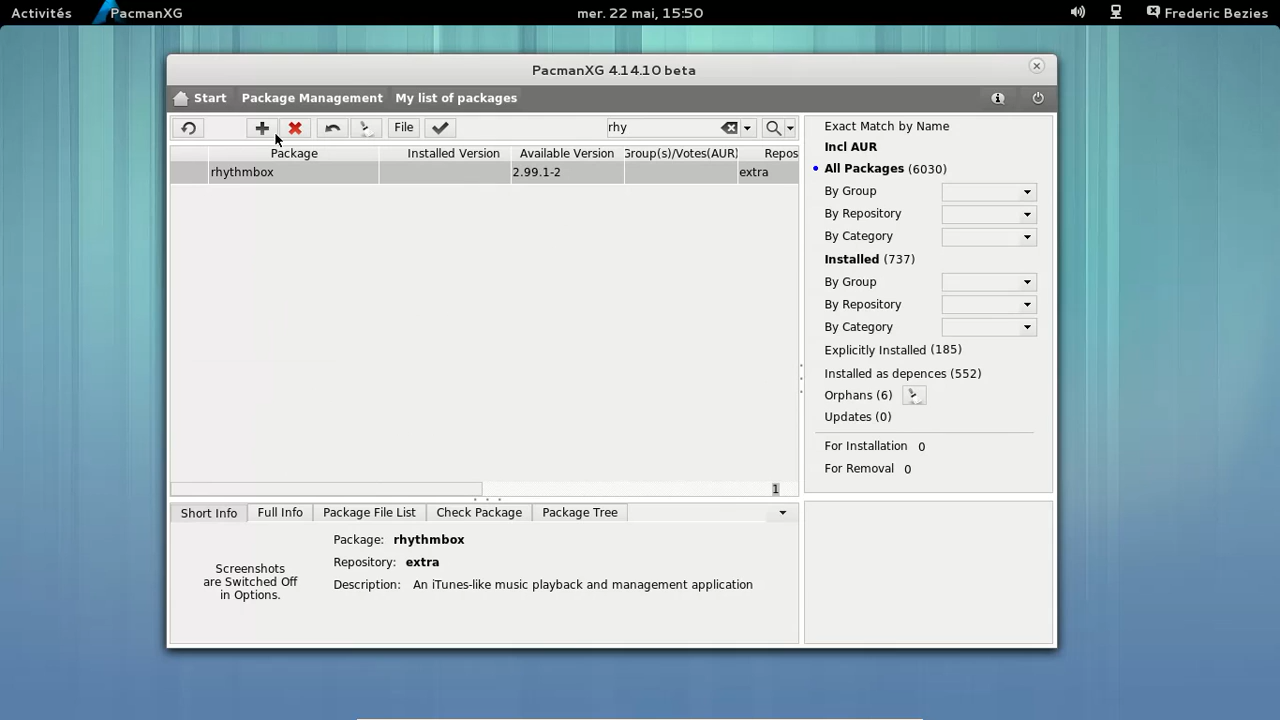 Activités PacmanXG mer. 22 mai, 15:50 Frederic Bezies
PacmanXG 4.14.10 beta
Start Package Management My list of packages
File rhy
Package Installed Version Available Version Group(s)/Votes(AUR) Repos
rhythmbox 2.99.1-2 extra
1
Exact Match by Name
Incl AUR
All Packages (6030)
By Group
By Repository
By Category
Installed (737)
By Group
By Repository
By Category
Explicitly Installed (185)
Installed as depences (552)
Orphans (6)
Updates (0)
For Installation 0
For Removal 0
Short Info Full Info Package File List Check Package Package Tree
Screenshots
are Switched Off
in Options.
Package: rhythmbox
Repository: extra
Description: An iTunes-like music playback and management application